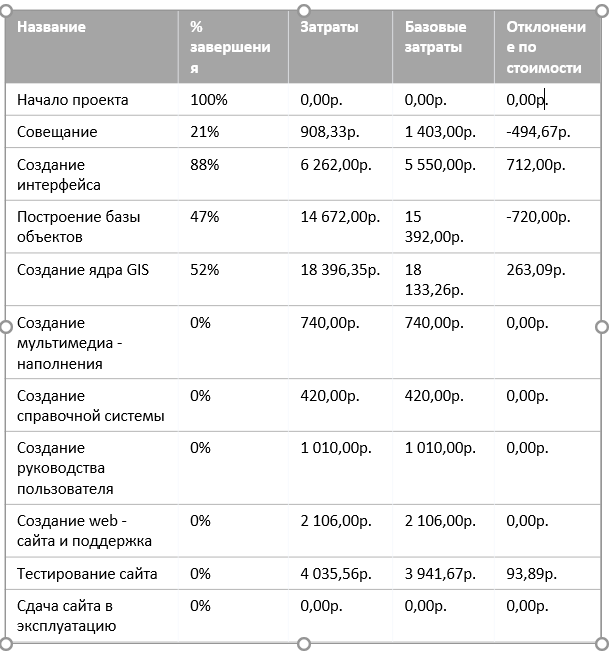 Название % завершени я Затраты Базовые затраты Отклонени е по стоимости
Начало проекта 100% 0,00р. 0,00р. 0,00р.
Совещание 21% 908,33р. 1 403,00р. -494,67р.
Создание интерфейса 88% 6 262,00р. 5 550,00р. 712,00р.
Построение базы объектов 47% 14 672,00р. 15 392,00р. -720,00р.
Создание ядра GIS 52% 18 396,35р. 18 133,26р. 263,09р.
Создание мультимедиа - наполнения 0% 740,00р. 740,00р. 0,00р.
Создание справочной системы 0% 420,00р. 420,00р. 0,00р.
Создание руководства пользователя 0% 1 010,00р. 1 010,00р. 0,00р.
Создание web - сайта и поддержка 0% 2 106,00р. 2 106,00р. 0,00р.
Тестирование сайта 0% 4 035,56р. 3 941,67р. 93,89р.
Сдача сайта в эксплуатацию 0% 0,00р. 0,00р. 0,00р.